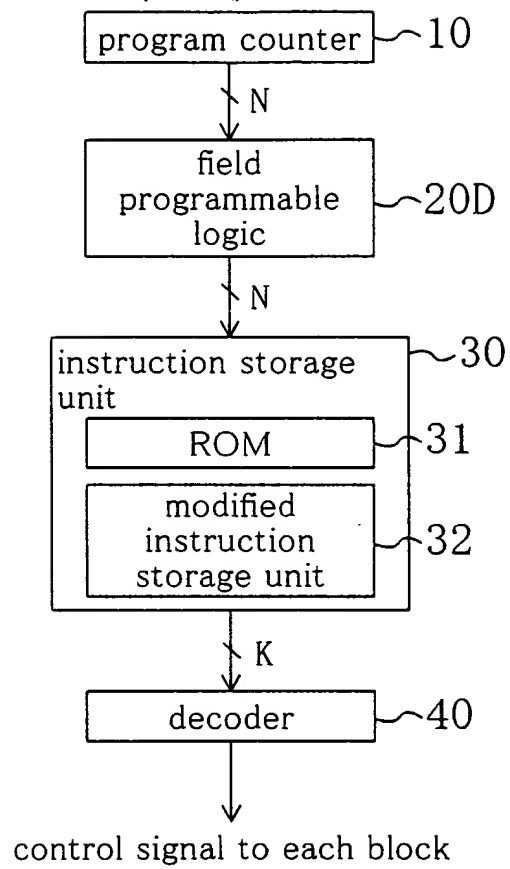 program counter 10
N
field
programmable
logic
20D
N
instruction storage
unit
30
ROM 31
modified
instruction
storage unit
32
K
decoder 40
control signal to each block